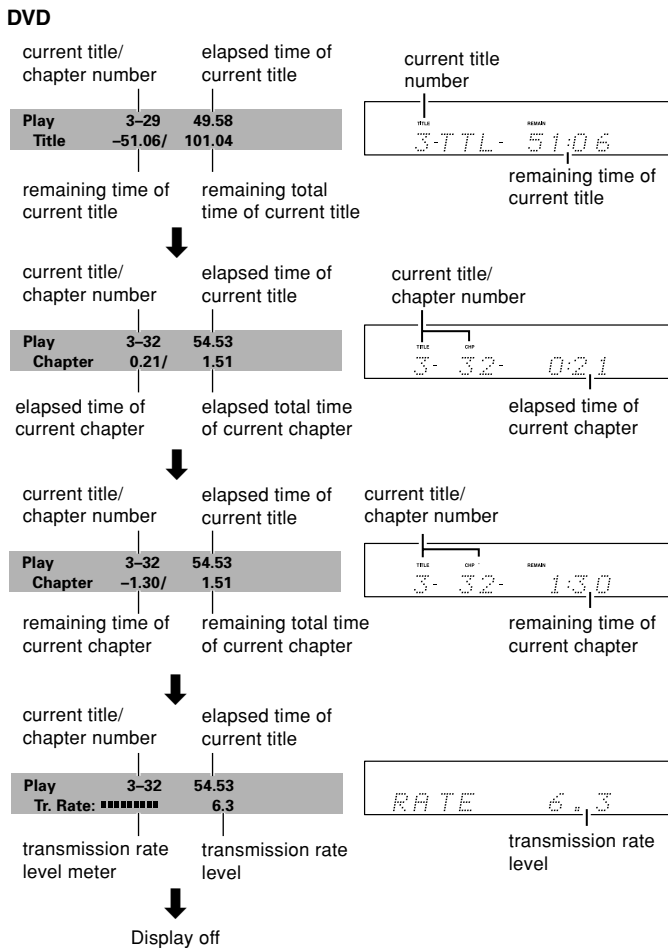 DVD
current title/
chapter number
elapsed time of
current title
Play 3–29 49.58
Title –51.06/ 101.04
remaining time of
current title
remaining total
time of current title
current title
number
TITLE REMAIN
3-TTL- 51:06
remaining time of
current title
current title/
chapter number
elapsed time of
current title
Play 3–32 54.53
Chapter 0.21/ 1.51
elapsed time of
current chapter
elapsed total time
of current chapter
current title/
chapter number
TITLE CHP
3- 32- 0:21
elapsed time of
current chapter
current title/
chapter number
elapsed time of
current title
Play 3–32 54.53
Chapter –1.30/ 1.51
remaining time of
current chapter
remaining total time
of current chapter
current title/
chapter number
TITLE CHP REMAIN
3- 32- 1:30
remaining time of
current chapter
current title/
chapter number
elapsed time of
current title
Play 3–32 54.53
Tr. Rate: 6.3
transmission rate
level meter
transmission rate
level
RATE 6.3
transmission rate
level
Display off